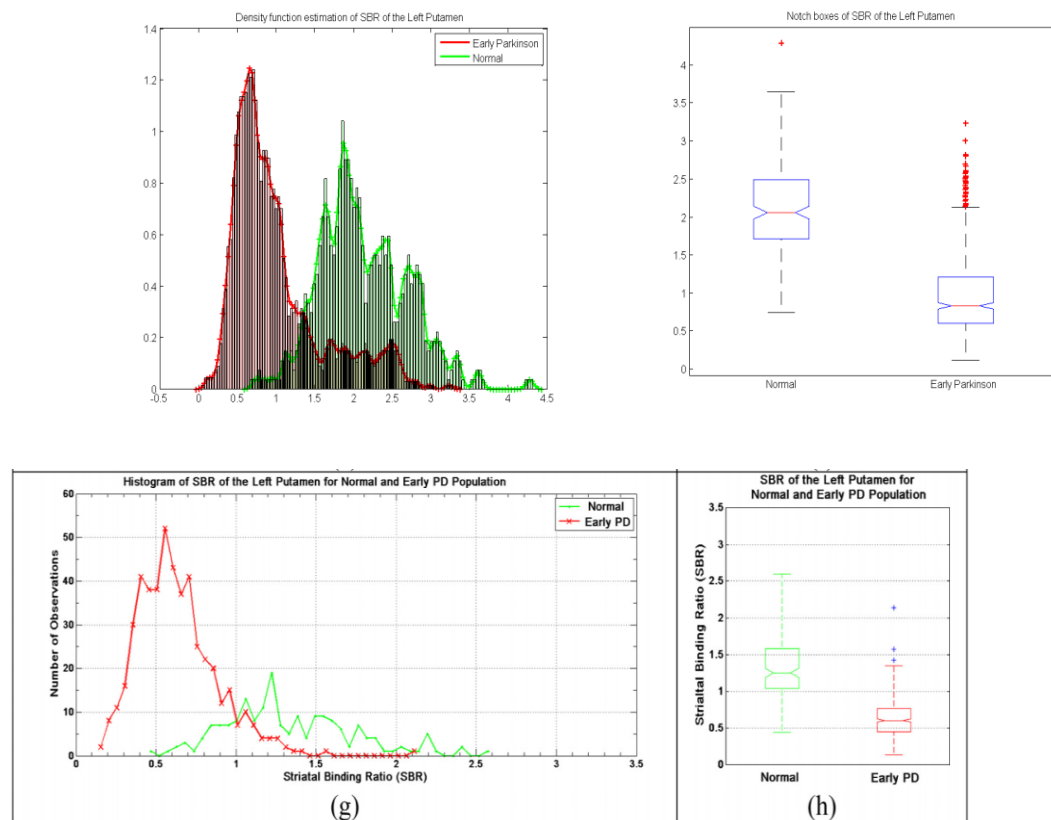 Density function estimation of SBR of the Left Putamen
1.4
1.2
1
0.8
0.6
0.4
0.2
0
-0.5 0 0.5 1 1.5 2 2.5 3 3.5 4 4.5
Early Parkinson
Normal
Notch boxes of SBR of the Left Putamen
4
3.5
3
2.5
2
1.5
1
0.5
0
Normal Early Parkinson
Histogram of SBR of the Left Putamen for Normal and Early PD Population
60
50
40
30
20
10
0
Number of Observations
0 0.5 1 1.5 2 2.5 3 3.5
Striatal Binding Ratio (SBR)
Normal
Early PD
(g)
SBR of the Left Putamen for
Normal and Early PD Population
3.5
3
2.5
2
1.5
1
0.5
0
Striatal Binding Ratio (SBR)
Normal Early PD
(h)